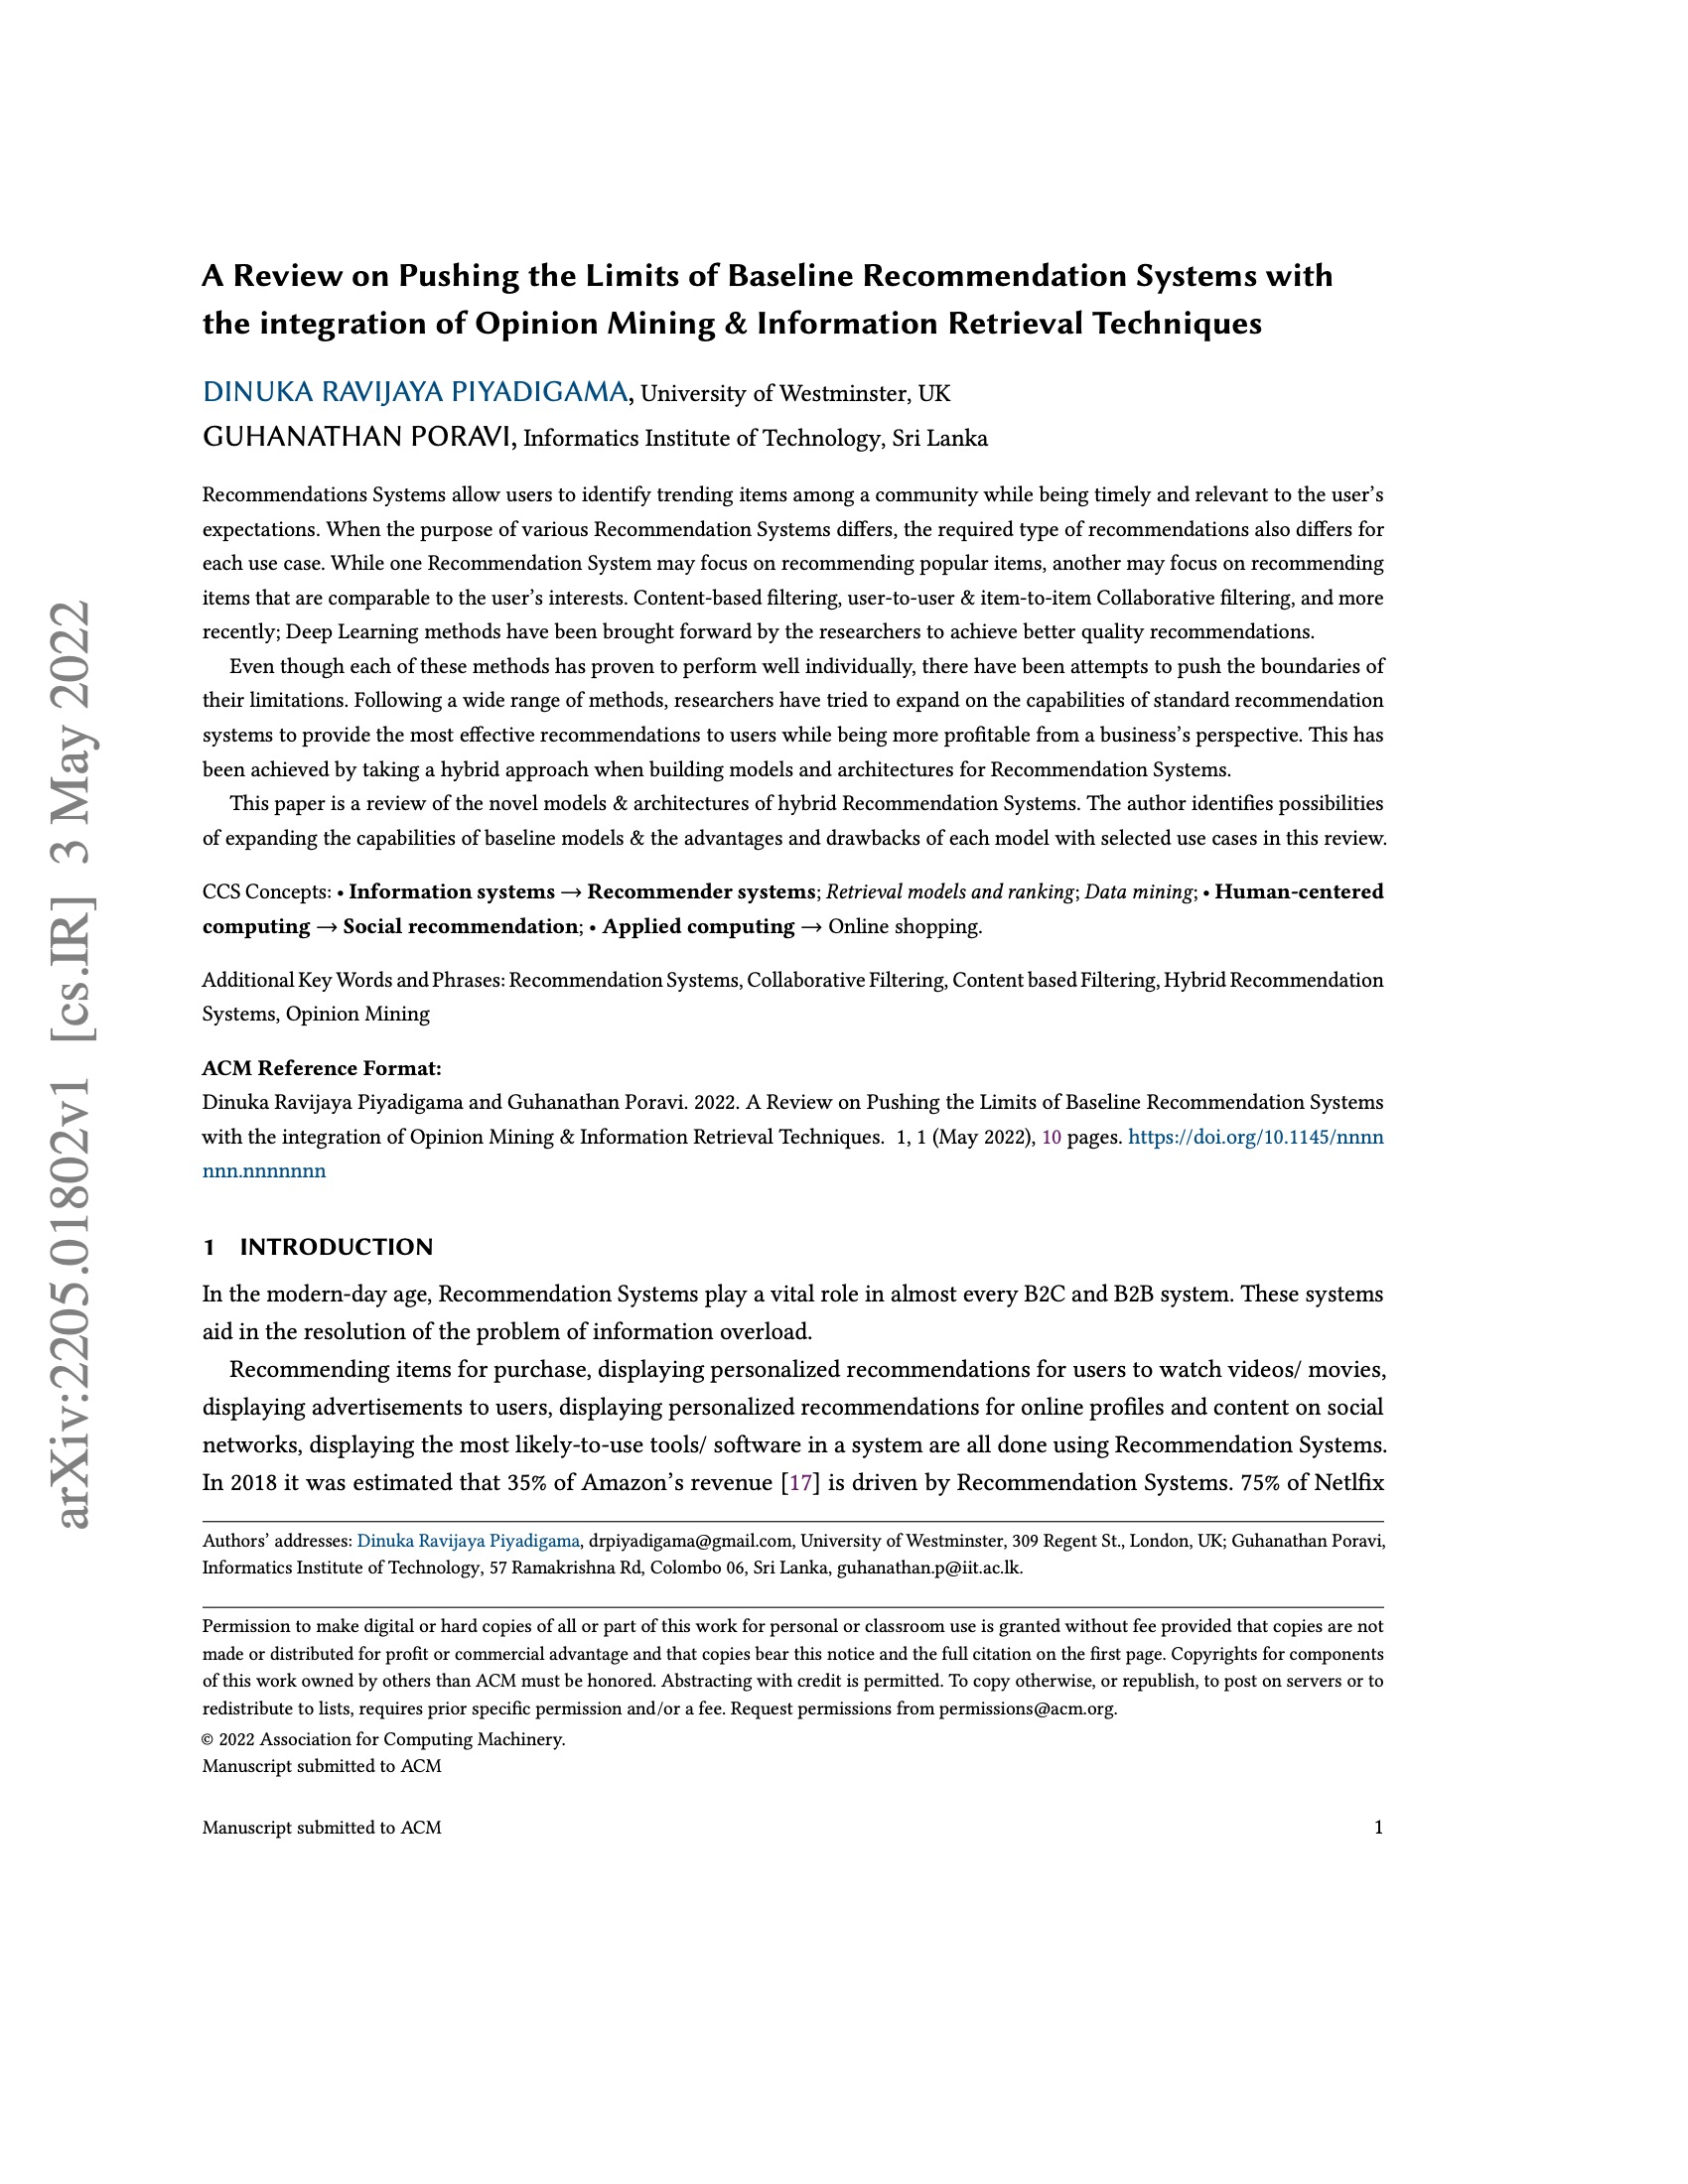 arXiv:2205.01802v1 [cs.IR] 3 May 2022
A Review on Pushing the Limits of Baseline Recommendation Systems with
the integration of Opinion Mining & Information Retrieval Techniques
DINUKA RAVIJAYA PIYADIGAMA, University of Westminster, UK
GUHANATHAN PORAVI, Informatics Institute of Technology, Sri Lanka
Recommendations Systems allow users to identify trending items among a community while being timely and relevant to the user's
expectations. When the purpose of various Recommendation Systems differs, the required type of recommendations also differs for
each use case. While one Recommendation System may focus on recommending popular items, another may focus on recommending
items that are comparable to the user's interests. Content-based filtering, user-to-user & item-to-item Collaborative filtering, and more
recently; Deep Learning methods have been brought forward by the researchers to achieve better quality recommendations.
Even though each of these methods has proven to perform well individually, there have been attempts to push the boundaries of
their limitations. Following a wide range of methods, researchers have tried to expand on the capabilities of standard recommendation
systems to provide the most effective recommendations to users while being more profitable from a business's perspective. This has
been achieved by taking a hybrid approach when building models and architectures for Recommendation Systems.
This paper is a review of the novel models & architectures of hybrid Recommendation Systems. The author identifies possibilities
of expanding the capabilities of baseline models & the advantages and drawbacks of each model with selected use cases in this review.
CCS Concepts: • Information systems → Recommender systems; Retrieval models and ranking; Data mining; • Human-centered
computing → Social recommendation; • Applied computing → Online shopping.
Additional Key Words and Phrases: Recommendation Systems, Collaborative Filtering, Content based Filtering, Hybrid Recommendation
Systems, Opinion Mining
ACM Reference Format:
Dinuka Ravijaya Piyadigama and Guhanathan Poravi. 2022. A Review on Pushing the Limits of Baseline Recommendation Systems
with the integration of Opinion Mining & Information Retrieval Techniques. 1, 1 (May 2022), 10 pages. https://doi.org/10.1145/nnnn
nnn.nnnnnnn
1 INTRODUCTION
In the modern-day age, Recommendation Systems play a vital role in almost every B2C and B2B system. These systems
aid in the resolution of the problem of information overload.
Recommending items for purchase, displaying personalized recommendations for users to watch videos/ movies,
displaying advertisements to users, displaying personalized recommendations for online profiles and content on social
networks, displaying the most likely-to-use tools/ software in a system are all done using Recommendation Systems.
In 2018 it was estimated that 35% of Amazon's revenue [17] is driven by Recommendation Systems. 75% of Netlfix
Authors' addresses: Dinuka Ravijaya Piyadigama, drpiyadigama@gmail.com, University of Westminster, 309 Regent St., London, UK; Guhanathan Poravi,
Informatics Institute of Technology, 57 Ramakrishna Rd, Colombo 06, Sri Lanka, guhanathan.p@iit.ac.lk.
Permission to make digital or hard copies of all or part of this work for personal or classroom use is granted without fee provided that copies are not
made or distributed for profit or commercial advantage and that copies bear this notice and the full citation on the first page. Copyrights for components
of this work owned by others than ACM must be honored. Abstracting with credit is permitted. To copy otherwise, or republish, to post on servers or to
redistribute to lists, requires prior specific permission and/or a fee. Request permissions from permissions@acm.org.
© 2022 Association for Computing Machinery.
Manuscript submitted to ACM
Manuscript submitted to ACM 1